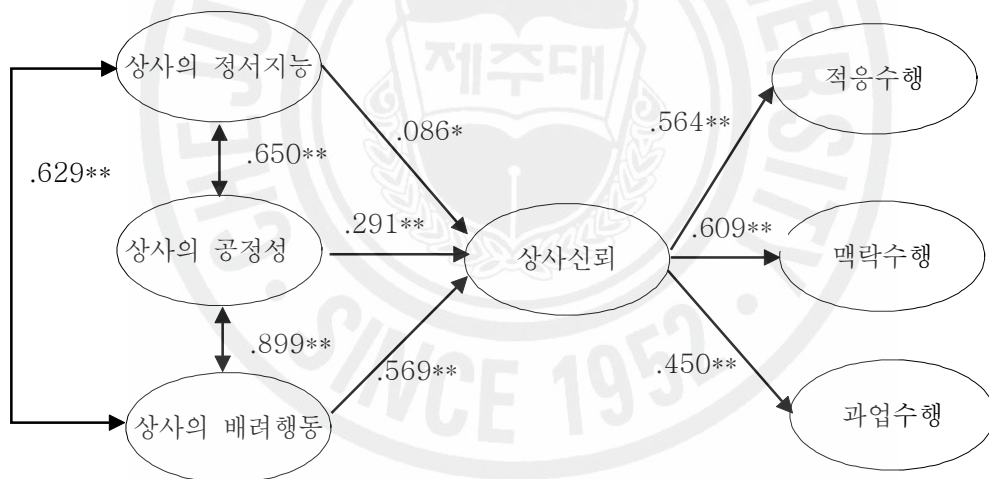 상사의 정서지능
.086*
.650**
.629**
상사의 공정성
.291**
.899**
상사의 배려행동
.569**
상사신뢰
.564**
적응수행
.609**
맥락수행
.450**
과업수행
제주대
SINCE 1952